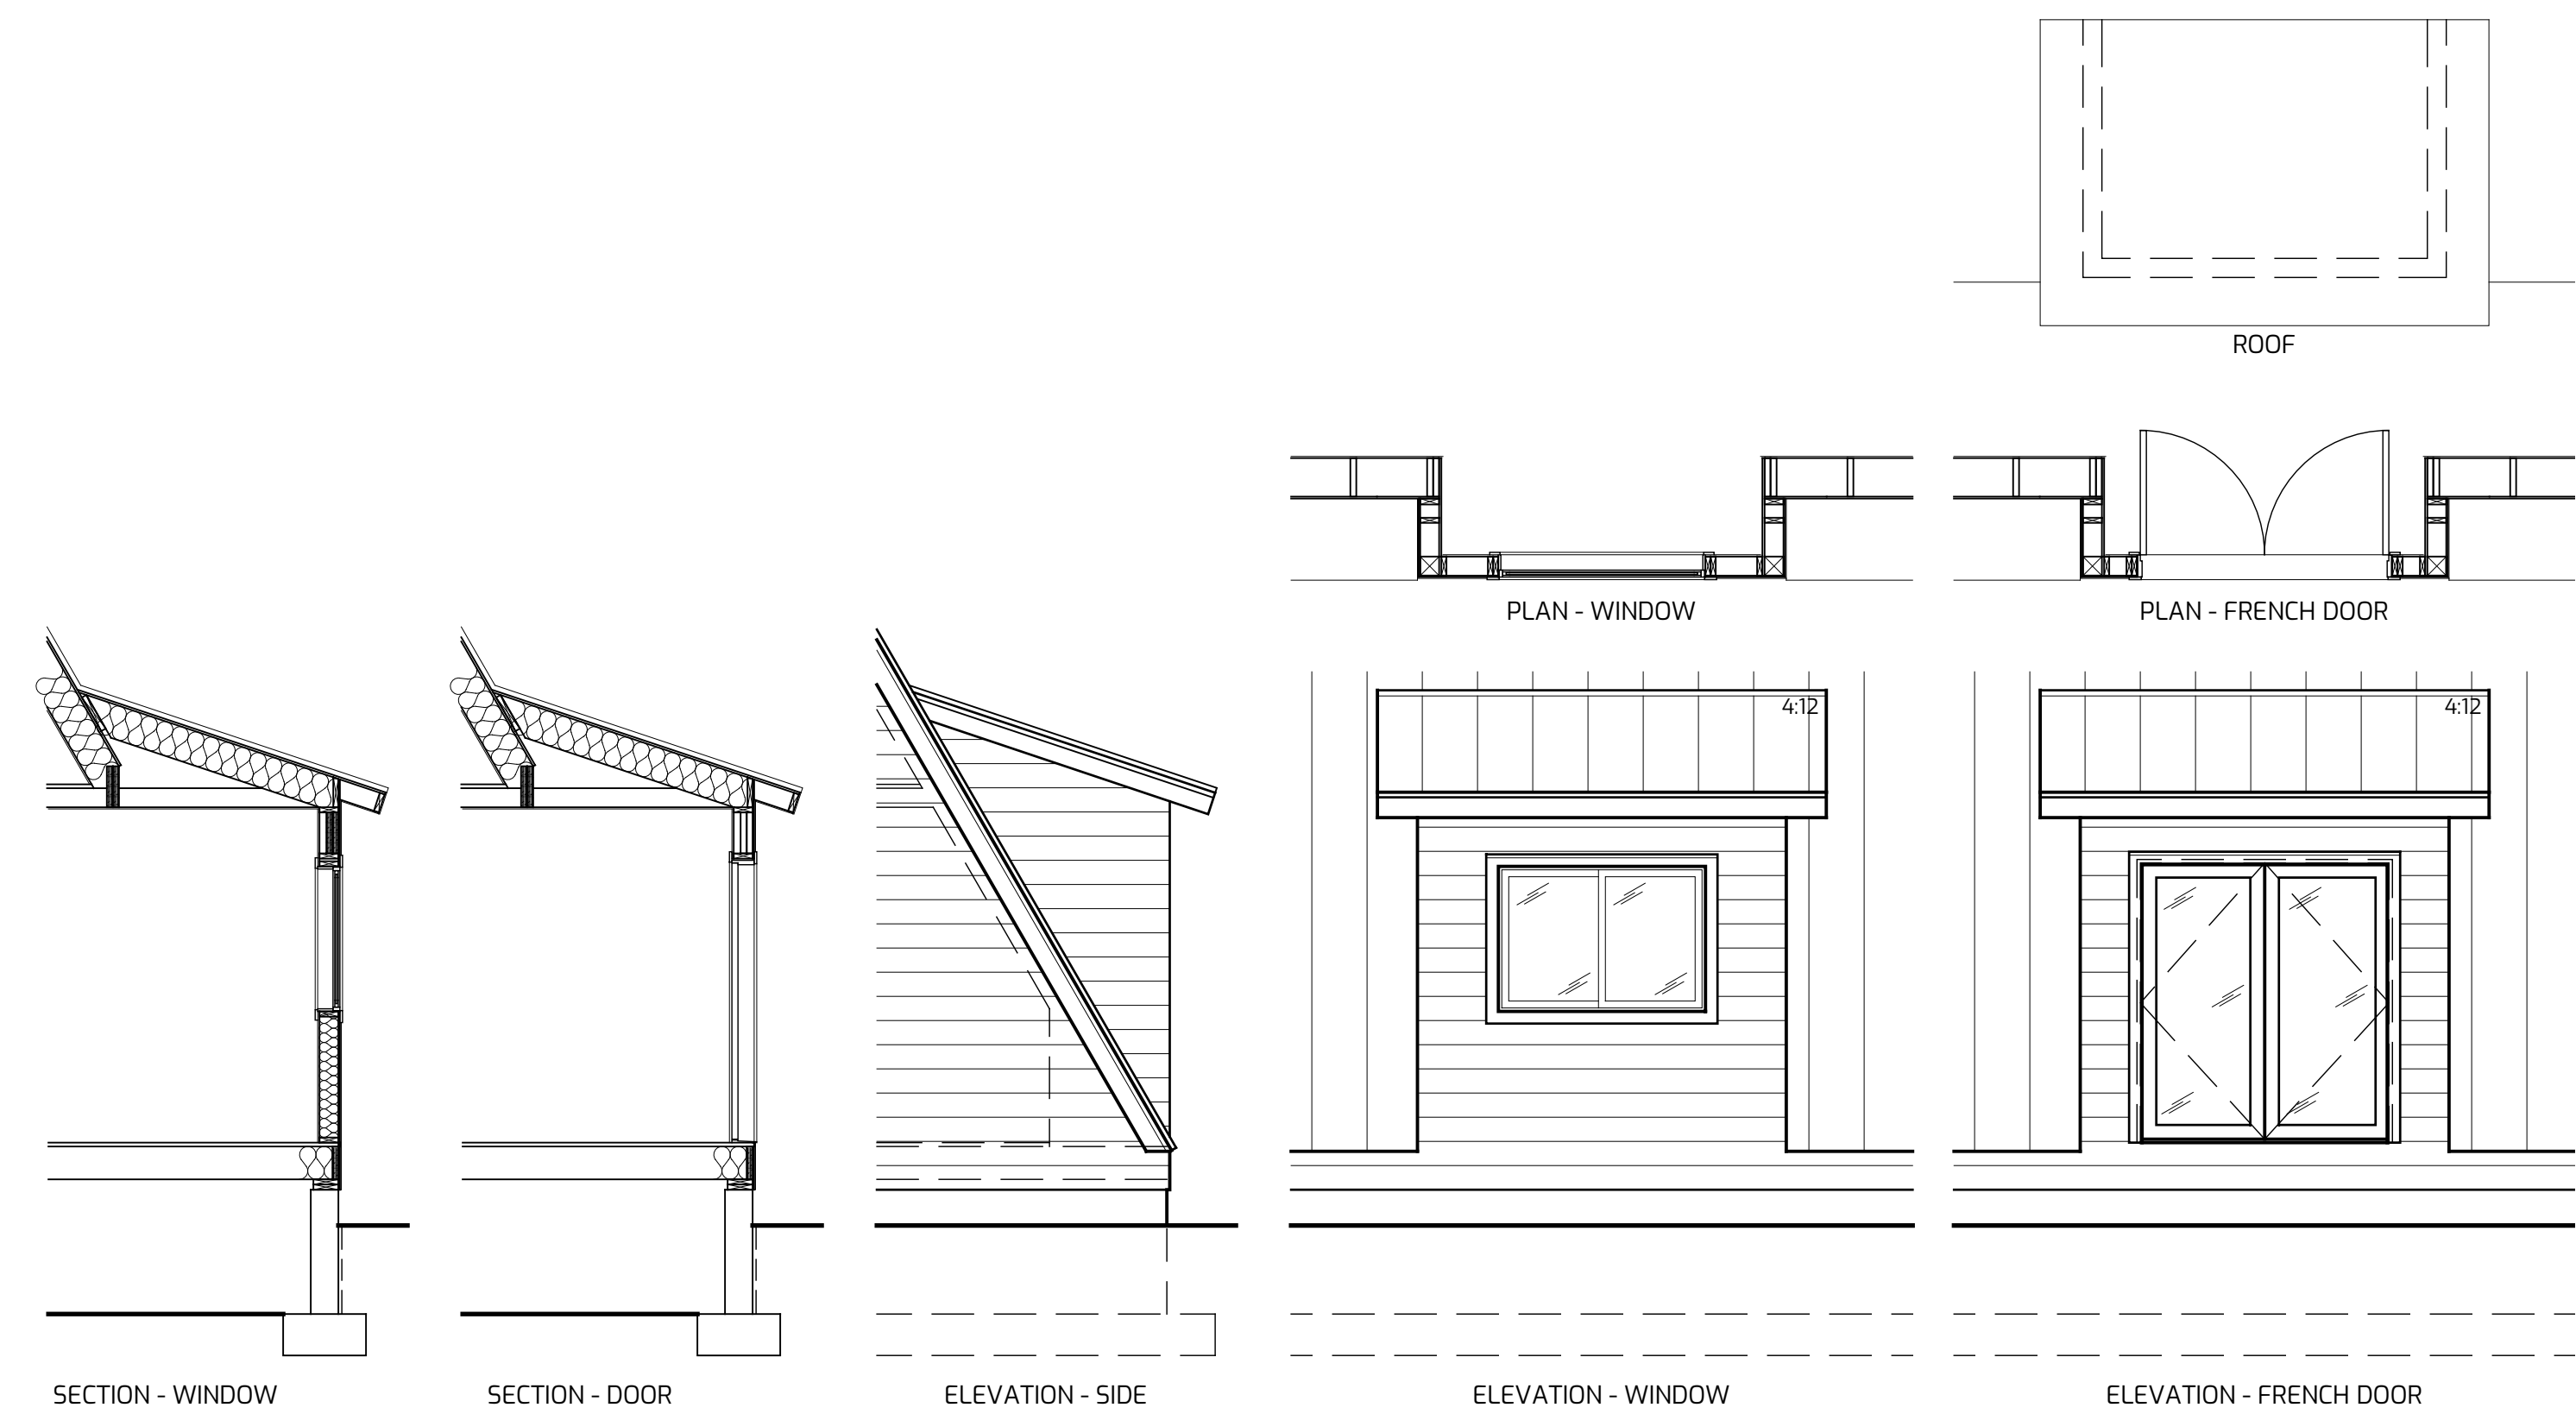 ROOF
PLAN - WINDOW
PLAN - FRENCH DOOR
4:12
4:12
SECTION - WINDOW
SECTION - DOOR
ELEVATION - SIDE
ELEVATION - WINDOW
ELEVATION - FRENCH DOOR